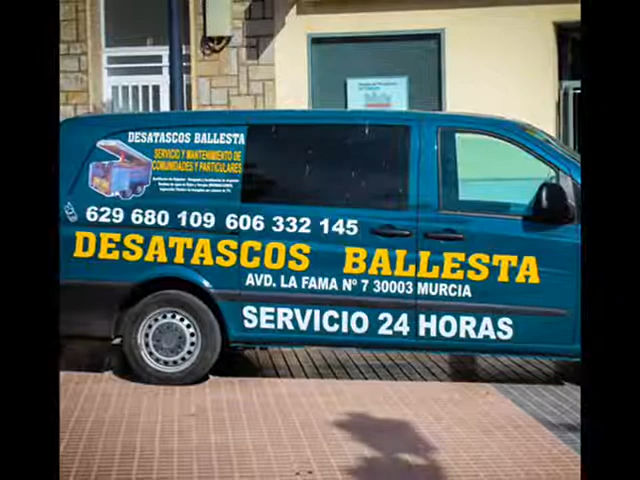 DESATASCOS BALLESTA
SERVICIO Y MANTENIMIENTO DE
COMUNIDADES Y PARTICULARES
629 680 109 606 332 145
DESATASCOS BALLESTA
AVD. LA FAMA Nº 7 30003 MURCIA
SERVICIO 24 HORAS